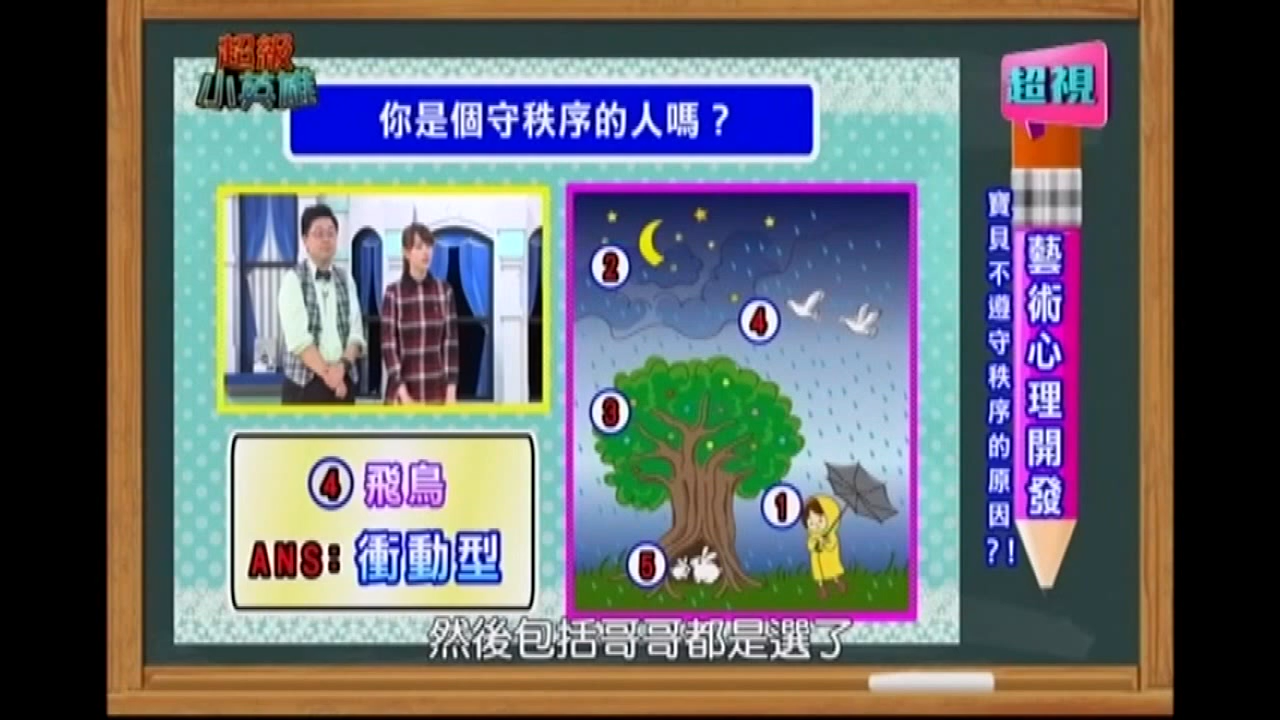 超級
小英雄
你是個守秩序的人嗎？
超視
藝術心理開發
寶貝不遵守秩序的原因?!
2
4
3
1
5
4 飛鳥
ANS: 衝動型
然後包括哥哥都是選了